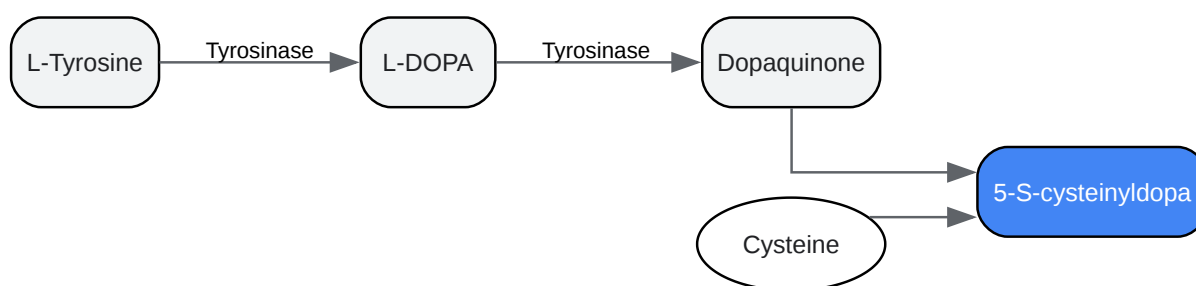 L-Tyrosine
Tyrosinase
L-DOPA
Tyrosinase
Dopaquinone
5-S-cysteinyldopa
Cysteine